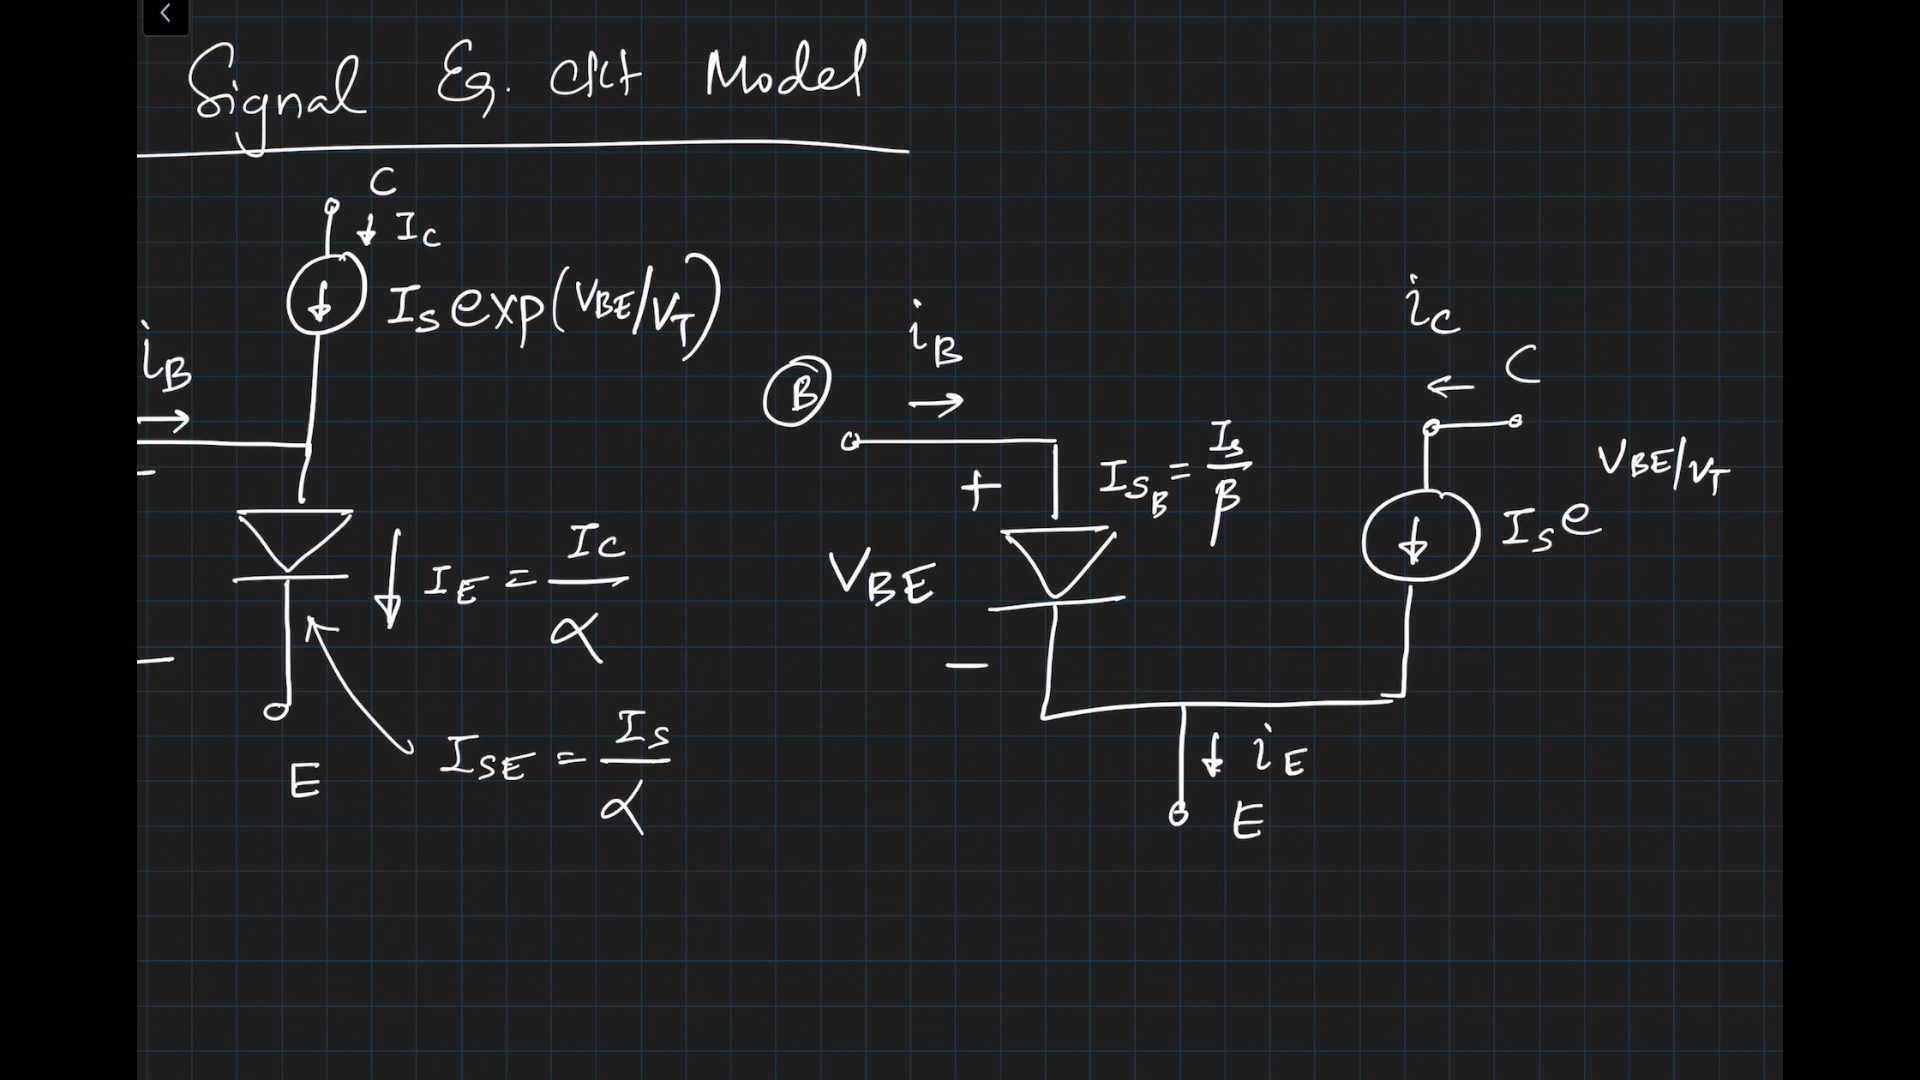 Signal Eq. ckt Model
C
↓ Ic
↓ Is exp(VBE/VT)
iB
→
-
↓ IE = Ic/α
-
E
ISE = Is/α
B
iB
→
+
ISB = Is/β
VBE
-
iC
← C
↓ Is e^VBE/VT
↓ iE
E